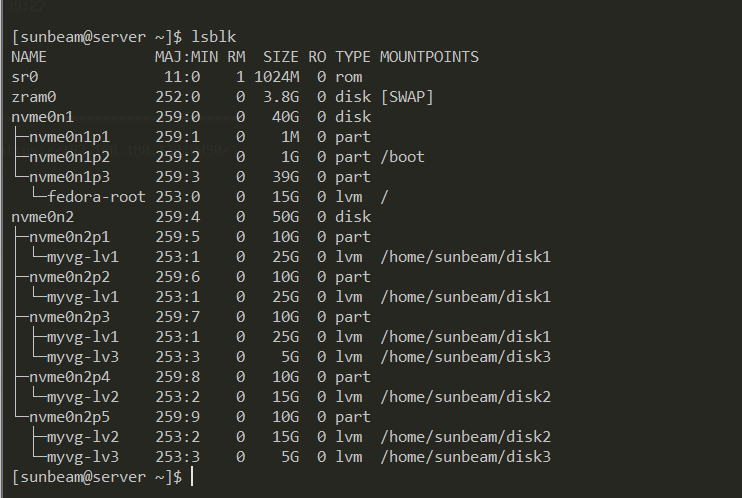 [sunbeam@server ~]$ lsblk
NAME            MAJ:MIN RM  SIZE RO TYPE MOUNTPOINTS
sr0              11:0    1 1024M  0 rom
zram0           252:0    0  3.8G  0 disk [SWAP]
nvme0n1         259:0    0   40G  0 disk
├─nvme0n1p1     259:1    0    1M  0 part
├─nvme0n1p2     259:2    0    1G  0 part /boot
└─nvme0n1p3     259:3    0   39G  0 part
  └─fedora-root 253:0    0   15G  0 lvm  /
nvme0n2         259:4    0   50G  0 disk
├─nvme0n2p1     259:5    0   10G  0 part
│ └─myvg-lv1    253:1    0   25G  0 lvm  /home/sunbeam/disk1
├─nvme0n2p2     259:6    0   10G  0 part
│ └─myvg-lv1    253:1    0   25G  0 lvm  /home/sunbeam/disk1
├─nvme0n2p3     259:7    0   10G  0 part
│ ├─myvg-lv1    253:1    0   25G  0 lvm  /home/sunbeam/disk1
│ └─myvg-lv3    253:3    0    5G  0 lvm  /home/sunbeam/disk3
├─nvme0n2p4     259:8    0   10G  0 part
│ └─myvg-lv2    253:2    0   15G  0 lvm  /home/sunbeam/disk2
└─nvme0n2p5     259:9    0   10G  0 part
  ├─myvg-lv2    253:2    0   15G  0 lvm  /home/sunbeam/disk2
  └─myvg-lv3    253:3    0    5G  0 lvm  /home/sunbeam/disk3
[sunbeam@server ~]$